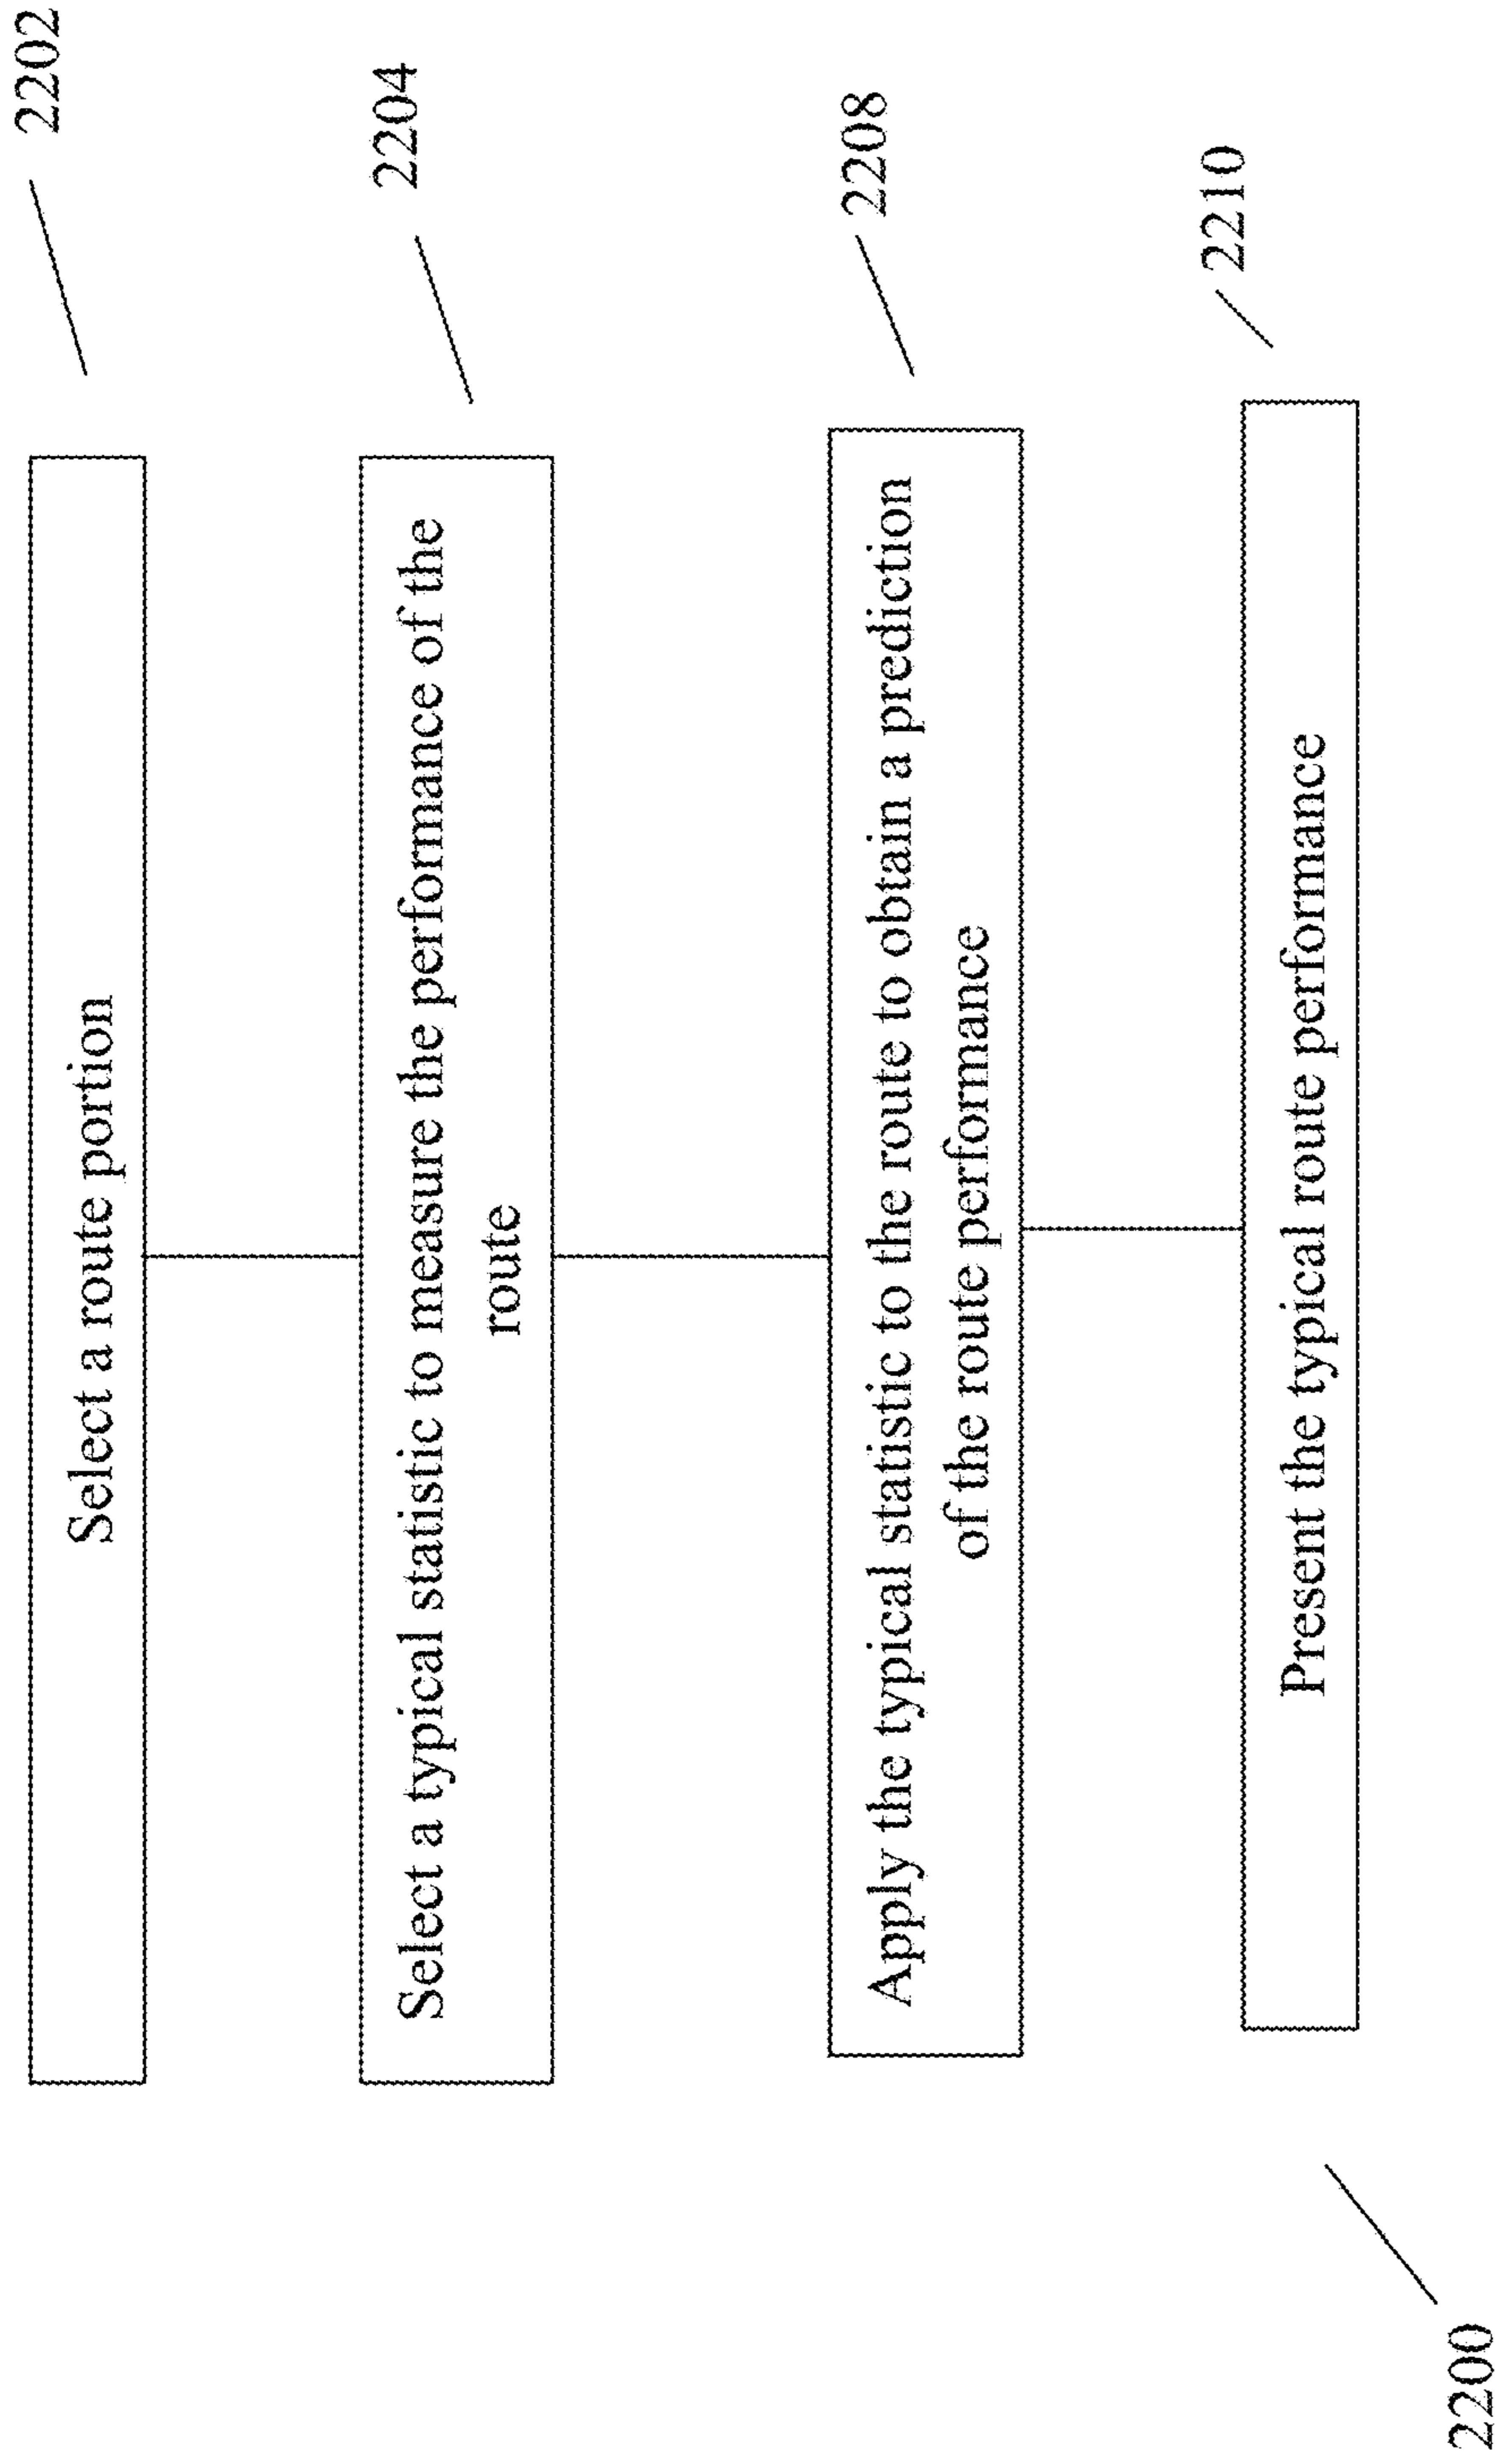 2202
Select a route portion
2204
Select a typical statistic to measure the performance of the
route
2208
Apply the typical statistic to the route to obtain a prediction
of the route performance
2210
Present the typical route performance
2200